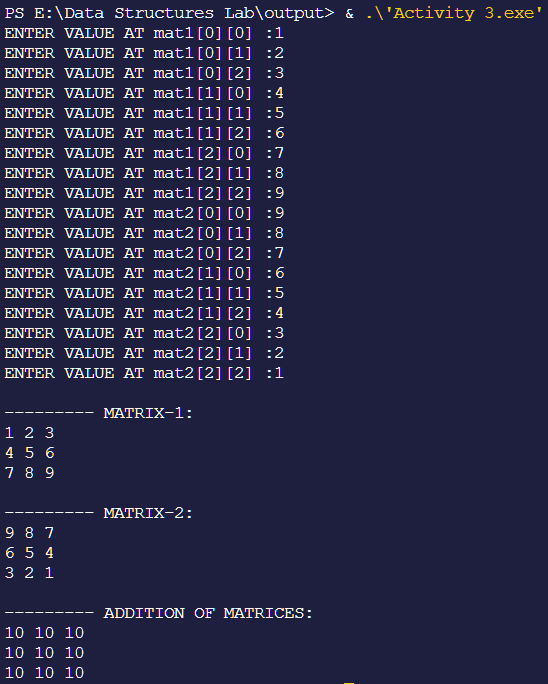 PS E:\Data Structures Lab\output> & .\'Activity 3.exe'
ENTER VALUE AT mat1[0][0] :1
ENTER VALUE AT mat1[0][1] :2
ENTER VALUE AT mat1[0][2] :3
ENTER VALUE AT mat1[1][0] :4
ENTER VALUE AT mat1[1][1] :5
ENTER VALUE AT mat1[1][2] :6
ENTER VALUE AT mat1[2][0] :7
ENTER VALUE AT mat1[2][1] :8
ENTER VALUE AT mat1[2][2] :9
ENTER VALUE AT mat2[0][0] :9
ENTER VALUE AT mat2[0][1] :8
ENTER VALUE AT mat2[0][2] :7
ENTER VALUE AT mat2[1][0] :6
ENTER VALUE AT mat2[1][1] :5
ENTER VALUE AT mat2[1][2] :4
ENTER VALUE AT mat2[2][0] :3
ENTER VALUE AT mat2[2][1] :2
ENTER VALUE AT mat2[2][2] :1

--------- MATRIX-1:
1 2 3
4 5 6
7 8 9

--------- MATRIX-2:
9 8 7
6 5 4
3 2 1

--------- ADDITION OF MATRICES:
10 10 10
10 10 10
10 10 10